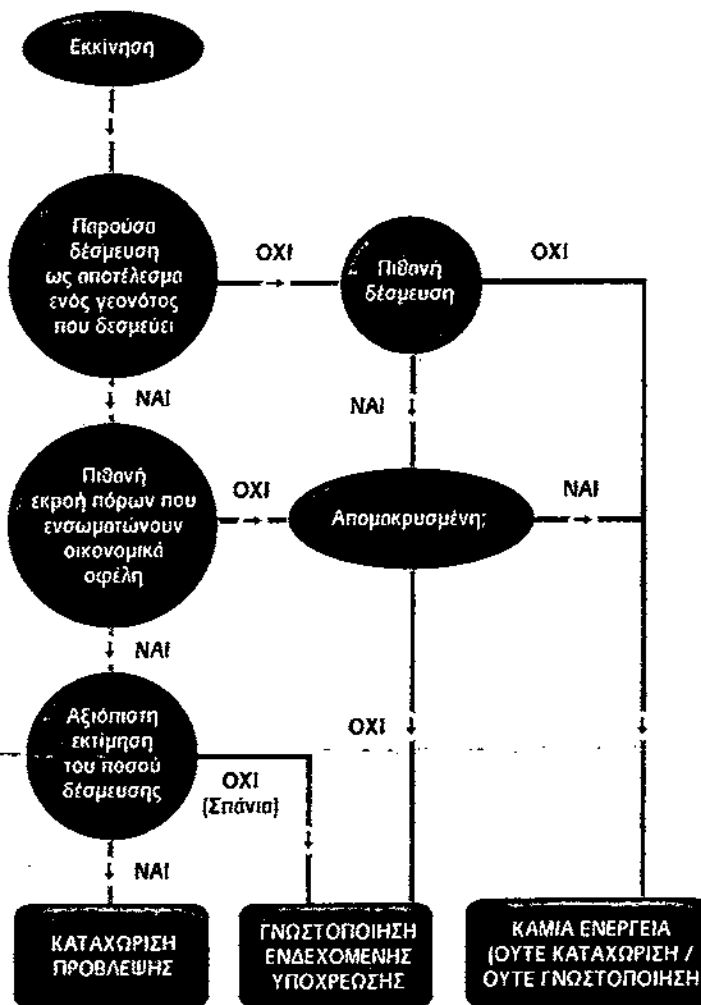 Εκκίνηση
Παρούσα
δέσμευση
ως αποτέλεσμα
ενός γεονότος
που δεσμεύει
ΟΧΙ
Πιθανή
δέσμευση
ΟΧΙ
ΝΑΙ
ΝΑΙ
Πιθανή
εκροή πόρων που
ενσωματώνουν
οικονομικά
οφέλη
ΟΧΙ
Απομακρυσμένη;
ΝΑΙ
ΝΑΙ
Αξιόπιστη
εκτίμηση
του ποσού
δέσμευσης
ΟΧΙ
(Σπάνια)
ΟΧΙ
ΝΑΙ
ΚΑΤΑΧΩΡΙΣΗ
ΠΡΟΒΛΕΨΗΣ
ΓΝΩΣΤΟΠΟΙΗΣΗ
ΕΝΔΕΧΟΜΕΝΗΣ
ΥΠΟΧΡΕΩΣΗΣ
ΚΑΜΙΑ ΕΝΕΡΓΕΙΑ
(ΟΥΤΕ ΚΑΤΑΧΩΡΙΣΗ /
ΟΥΤΕ ΓΝΩΣΤΟΠΟΙΗΣΗ